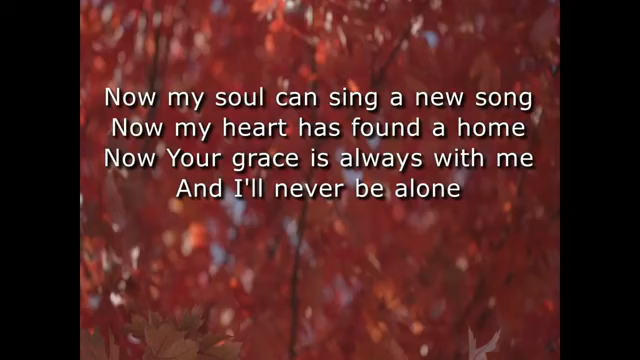 Now my soul can sing a new song
Now my heart has found a home
Now Your grace is always with me
And I'll never be alone